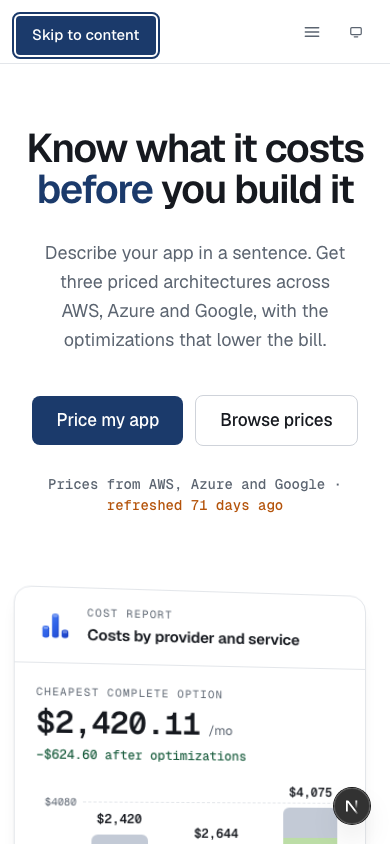 Skip to content
Know what it costs
before you build it
Describe your app in a sentence. Get
three priced architectures across
AWS, Azure and Google, with the
optimizations that lower the bill.
Price my app
Browse prices
Prices from AWS, Azure and Google ·
refreshed 71 days ago
COST REPORT
Costs by provider and service
CHEAPEST COMPLETE OPTION
$2,420.11 /mo
−$624.60 after optimizations
$4080
$2,420
$2,644
$4,075
N